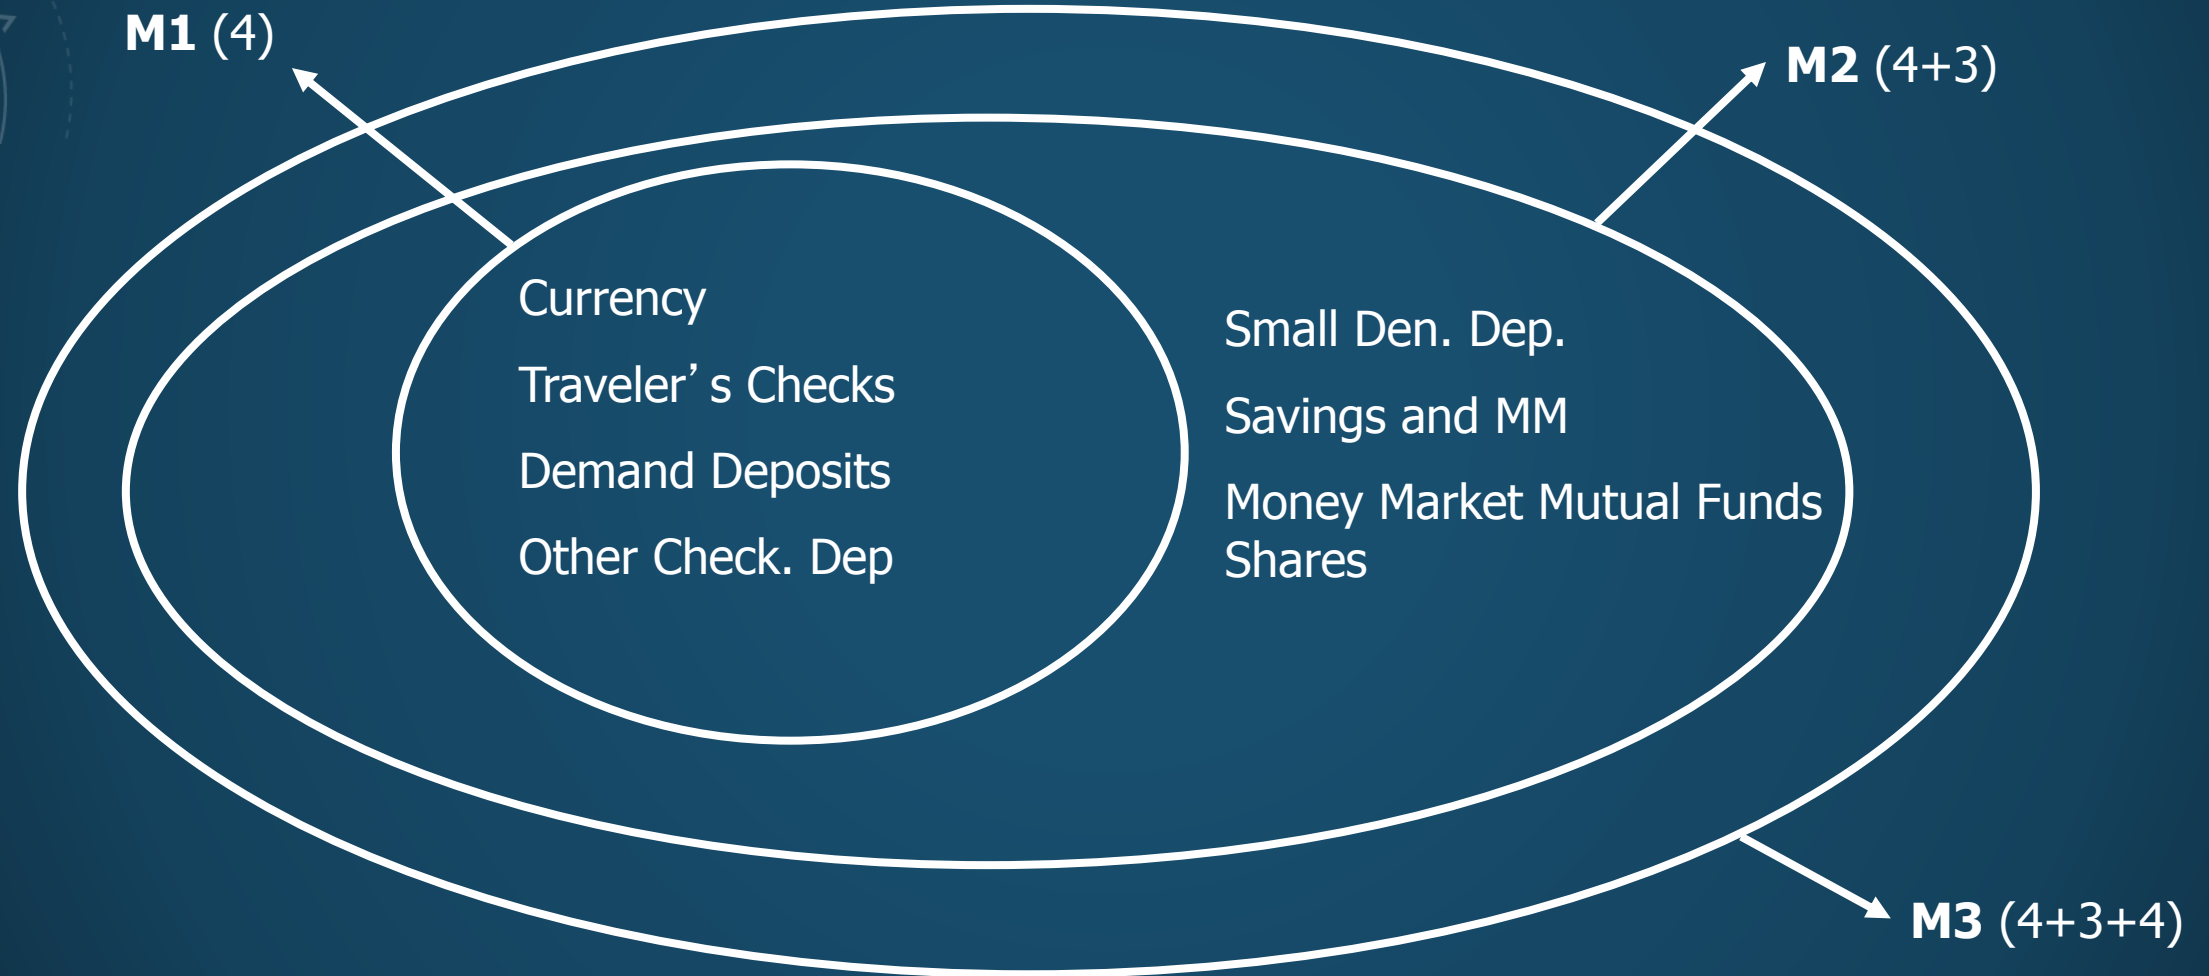 M1 (4)
M2 (4+3)
Currency
Traveler’s Checks
Demand Deposits
Other Check. Dep
Small Den. Dep.
Savings and MM
Money Market Mutual Funds
Shares
M3 (4+3+4)